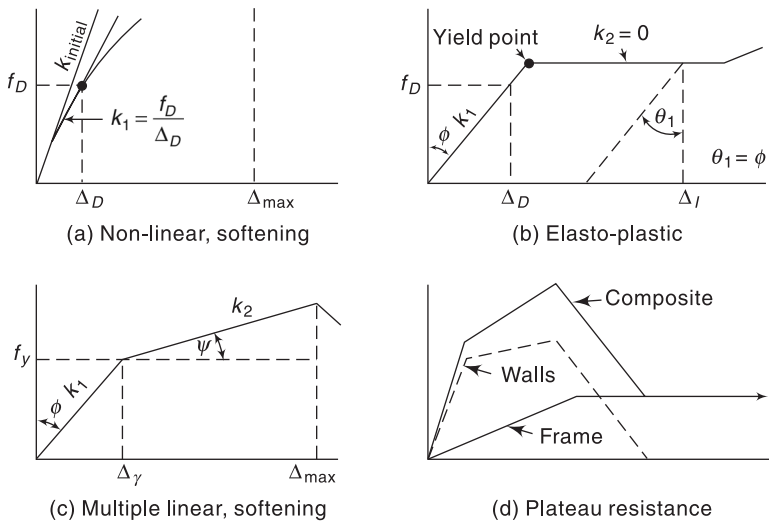 k_initial
f_D
k_1 = f_D / Δ_D
Δ_D
Δ_max
(a) Non-linear, softening
Yield point
k_2 = 0
f_D
ϕ
k_1
θ_1
θ_1 = ϕ
Δ_D
Δ_I
(b) Elasto-plastic
k_2
f_y
ψ
ϕ
k_1
Δ_γ
Δ_max
(c) Multiple linear, softening
Composite
Walls
Frame
(d) Plateau resistance